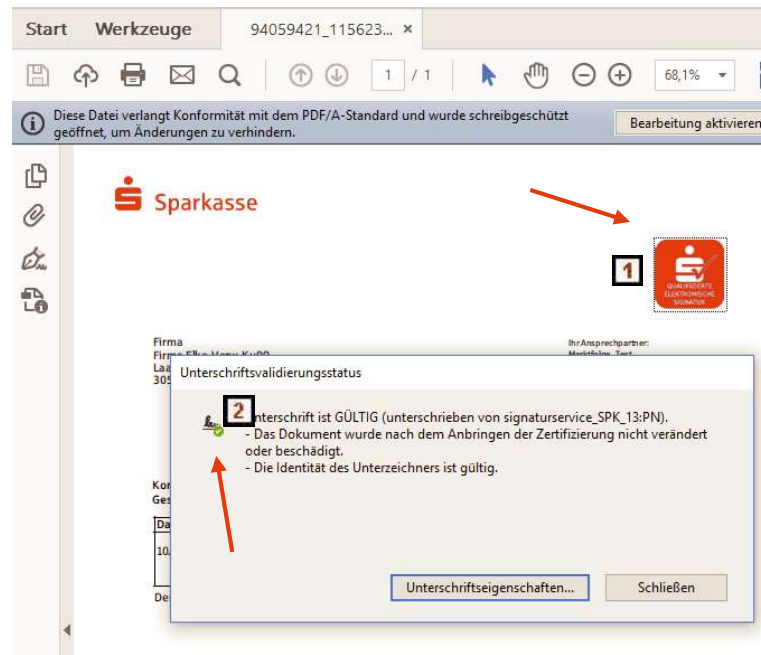 Start Werkzeuge 94059421_115623... ×
1 / 1 68,1%
Diese Datei verlangt Konformität mit dem PDF/A-Standard und wurde schreibgeschützt
geöffnet, um Änderungen zu verhindern.
Bearbeitung aktivieren
Sparkasse
1
QUALIFIZIERTE
ELEKTRONISCHE
SIGNATUR
Firma
Ihr Ansprechpartner:
Unterschriftsvalidierungsstatus
2
nterschrift ist GÜLTIG (unterschrieben von signaturservice_SPK_13:PN).
- Das Dokument wurde nach dem Anbringen der Zertifizierung nicht verändert
oder beschädigt.
- Die Identität des Unterzeichners ist gültig.
Unterschriftseigenschaften... Schließen